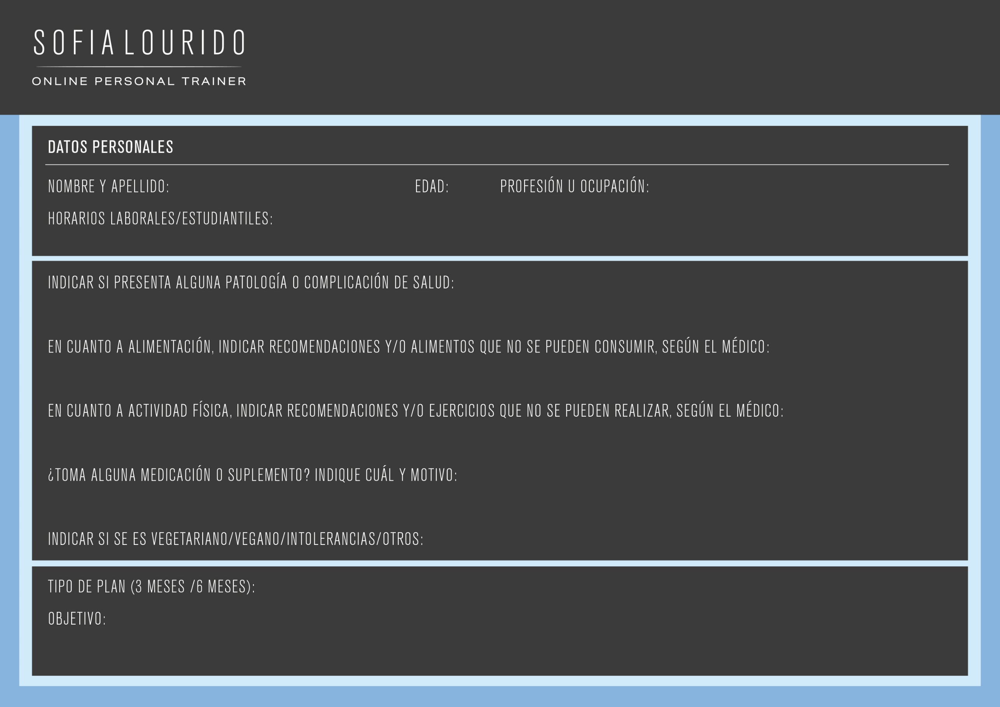 SOFIA LOURIDO
ONLINE PERSONAL TRAINER
DATOS PERSONALES
NOMBRE Y APELLIDO: EDAD: PROFESIÓN U OCUPACIÓN:
HORARIOS LABORALES/ESTUDIANTILES:
INDICAR SI PRESENTA ALGUNA PATOLOGÍA O COMPLICACIÓN DE SALUD:
EN CUANTO A ALIMENTACIÓN, INDICAR RECOMENDACIONES Y/O ALIMENTOS QUE NO SE PUEDEN CONSUMIR, SEGÚN EL MÉDICO:
EN CUANTO A ACTIVIDAD FÍSICA, INDICAR RECOMENDACIONES Y/O EJERCICIOS QUE NO SE PUEDEN REALIZAR, SEGÚN EL MÉDICO:
¿TOMA ALGUNA MEDICACIÓN O SUPLEMENTO? INDIQUE CUÁL Y MOTIVO:
INDICAR SI SE ES VEGETARIANO/VEGANO/INTOLERANCIAS/OTROS:
TIPO DE PLAN (3 MESES /6 MESES):
OBJETIVO: